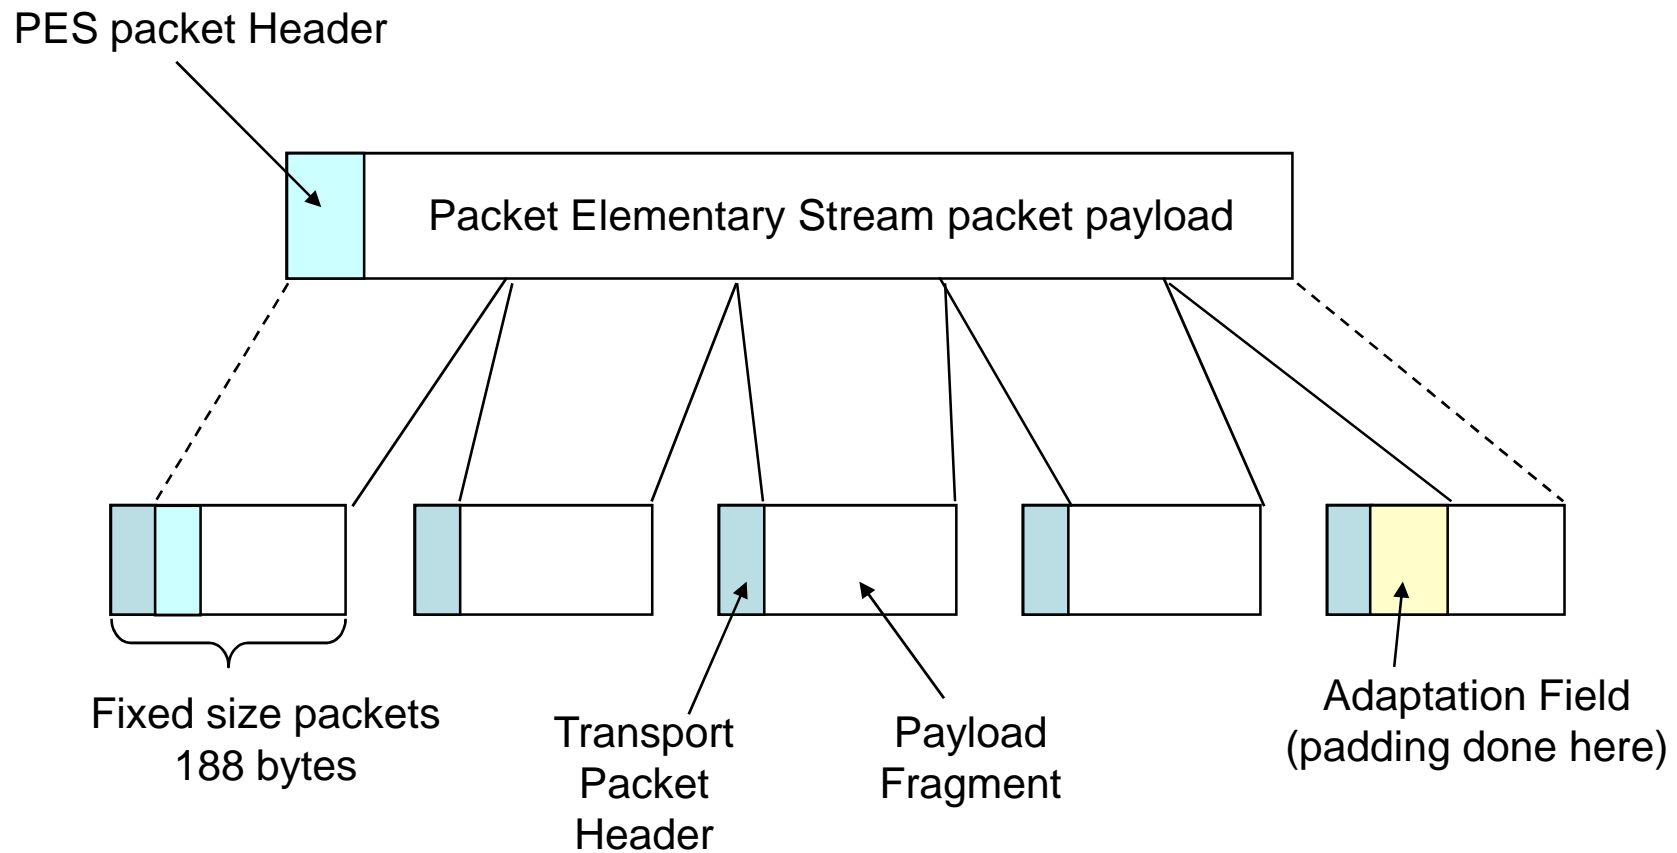 PES packet Header
Packet Elementary Stream packet payload
Fixed size packets
188 bytes
Transport
Packet
Header
Payload
Fragment
Adaptation Field
(padding done here)